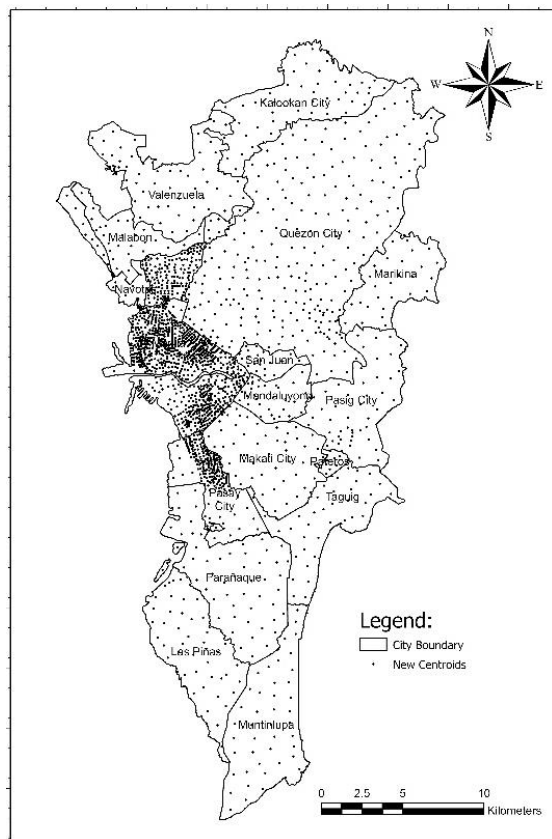 N
W E
S
Kalookan City
Valenzuela
Quezon City
Malabon
Marikina
Navotas
San Juan
Mandaluyong
Pasig City
Makati City
Pateros
Taguig
Pasay
City
Parañaque
Las Piñas
Muntinlupa
Legend:
City Boundary
New Centroids
0 2.5 5 10
Kilometers